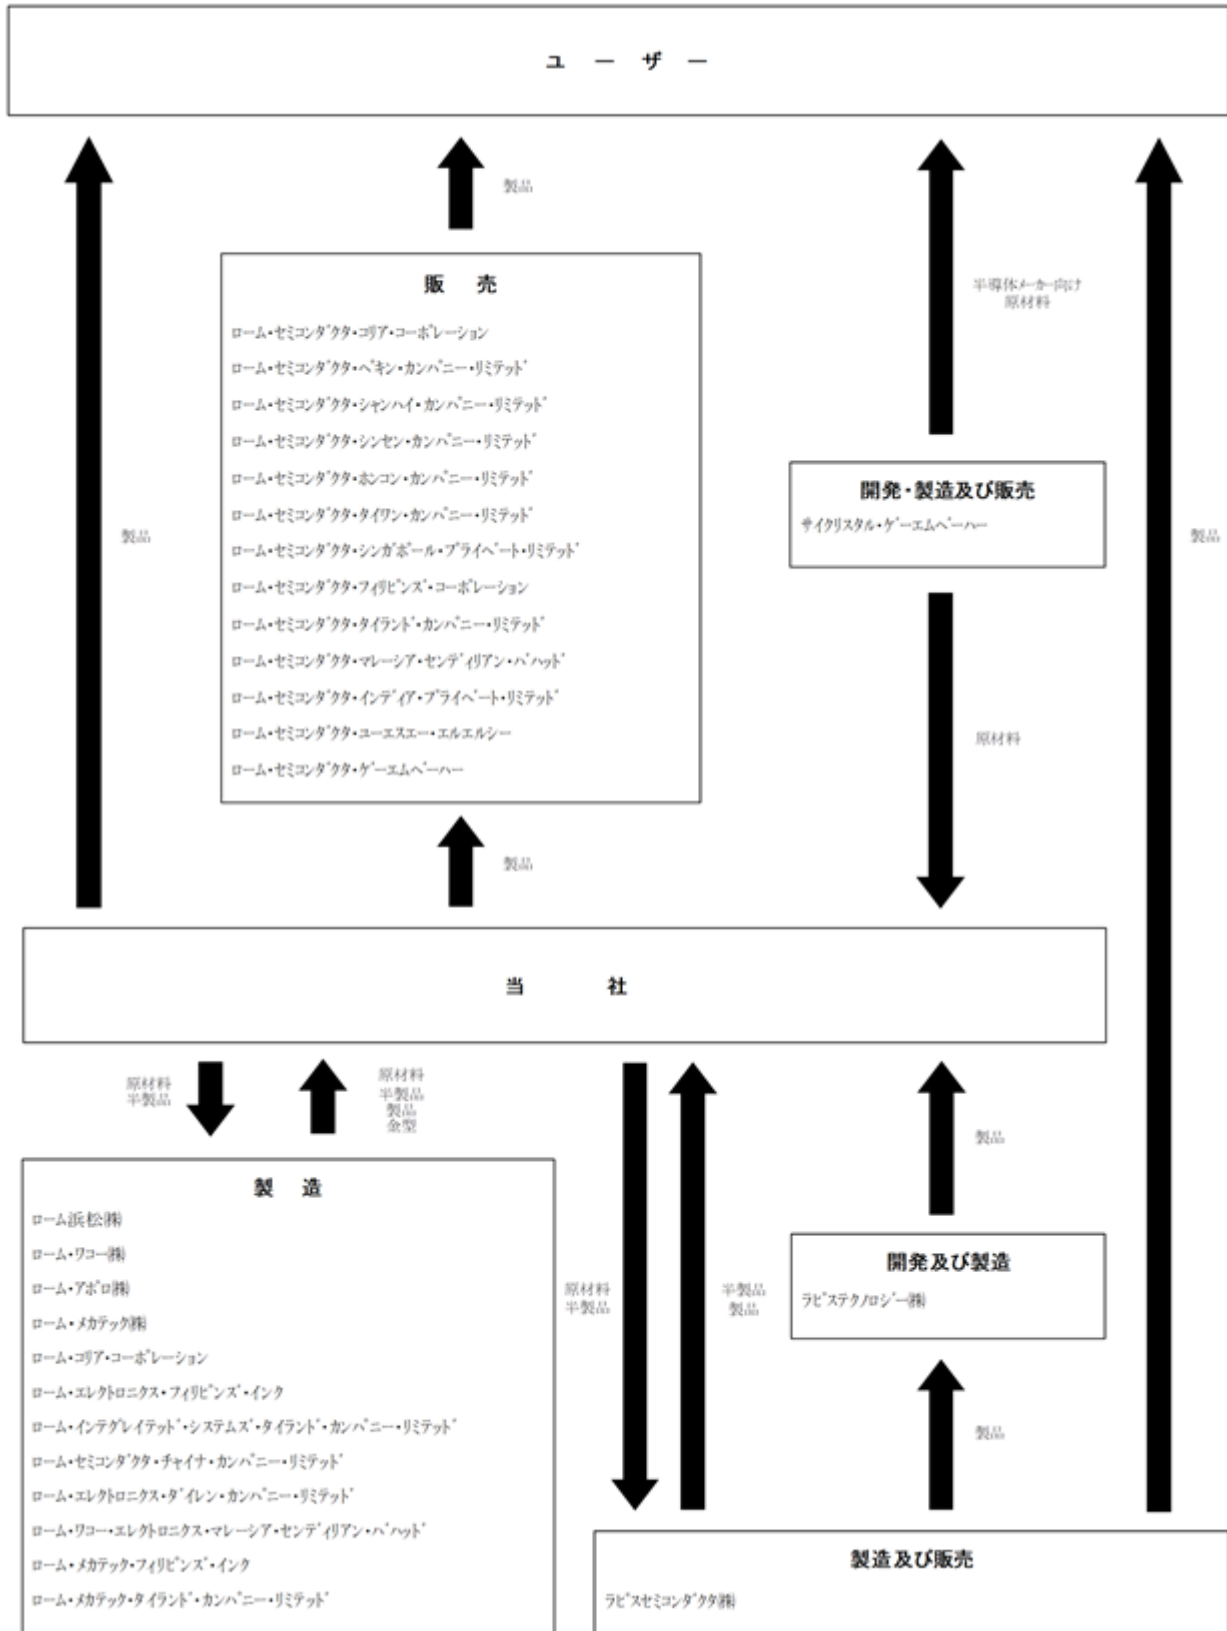 ユーザー
製品
販売
ローム・セミコンダクタ・コリア・コーポレーション
ローム・セミコンダクタ・ペキン・カンパニー・リミテッド
ローム・セミコンダクタ・シャンハイ・カンパニー・リミテッド
ローム・セミコンダクタ・シンセン・カンパニー・リミテッド
ローム・セミコンダクタ・ホンコン・カンパニー・リミテッド
ローム・セミコンダクタ・タイワン・カンパニー・リミテッド
ローム・セミコンダクタ・シンガポール・プライベート・リミテッド
ローム・セミコンダクタ・フィリピンズ・コーポレーション
ローム・セミコンダクタ・タイランド・カンパニー・リミテッド
ローム・セミコンダクタ・マレーシア・センディリアン・バハッド
ローム・セミコンダクタ・インディア・プライベート・リミテッド
ローム・セミコンダクタ・ユーエスエー・エルエルシー
ローム・セミコンダクタ・ゲーエムベーハー
半導体メーカー向け
原材料
開発・製造及び販売
サイクリスタル・ゲーエムベーハー
製品
製品
原材料
製品
当社
原材料
半製品
原材料
半製品
製品
金型
製造
ローム浜松㈱
ローム・ワコー㈱
ローム・アポロ㈱
ローム・メカテック㈱
ローム・コリア・コーポレーション
ローム・エレクトロニクス・フィリピンズ・インク
ローム・インテグレイテッド・システムズ・タイランド・カンパニー・リミテッド
ローム・セミコンダクタ・チャイナ・カンパニー・リミテッド
ローム・エレクトロニクス・ダイレン・カンパニー・リミテッド
ローム・ワコー・エレクトロニクス・マレーシア・センディリアン・バハッド
ローム・メカテック・フィリピンズ・インク
ローム・メカテック・タイランド・カンパニー・リミテッド
原材料
半製品
半製品
製品
製品
開発及び製造
ラピステクノロジー㈱
製品
製造及び販売
ラピスセミコンダクタ㈱